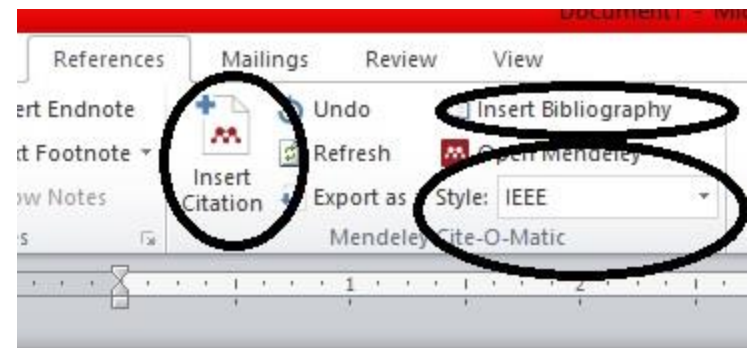 Document1 - Mi
References Mailings Review View
ert Endnote Undo Insert Bibliography
t Footnote Refresh Open Mendeley
Insert
ow Notes Citation Export as Style: IEEE
s Mendeley Cite-O-Matic
1 2